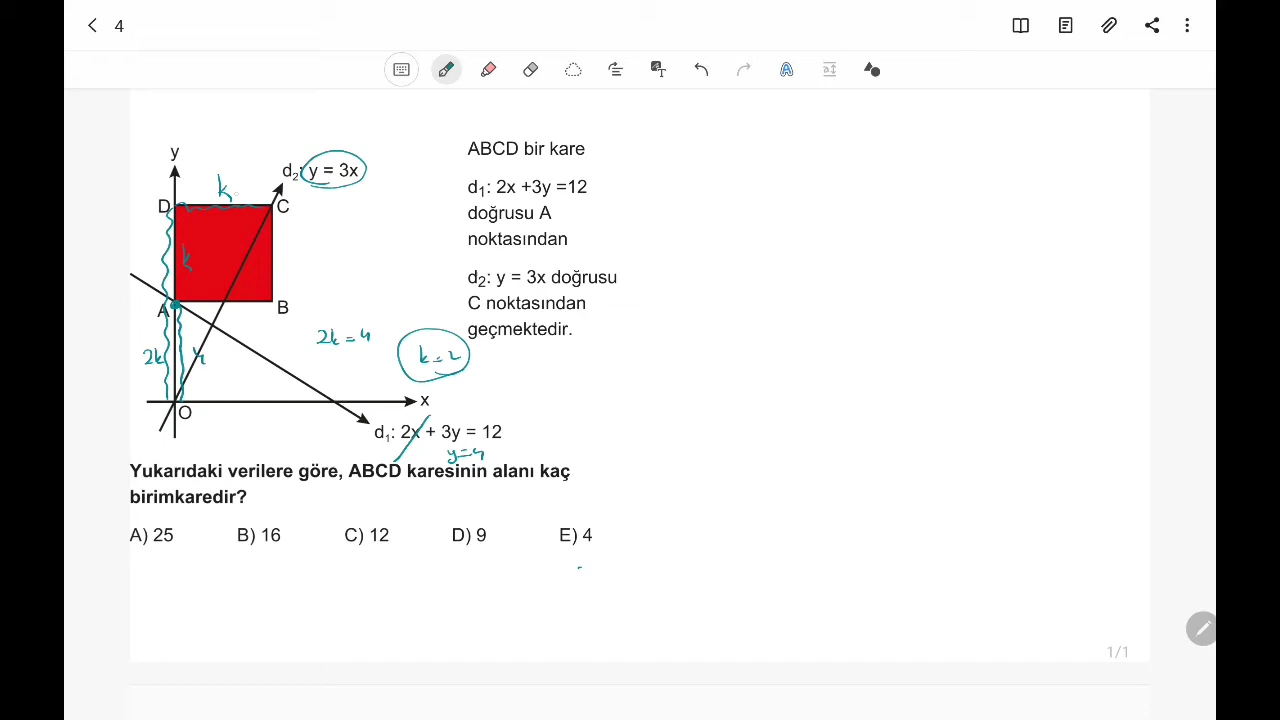 4
y
d2: y = 3x
D
k
C
k
A
B
2k = 4
2k
4
k = 2
x
O
d1: 2x + 3y = 12
y = 4
ABCD bir kare
d1: 2x +3y =12
doğrusu A
noktasından
d2: y = 3x doğrusu
C noktasından
geçmektedir.
Yukarıdaki verilere göre, ABCD karesinin alanı kaç
birimkaredir?
A) 25 B) 16 C) 12 D) 9 E) 4
1/1